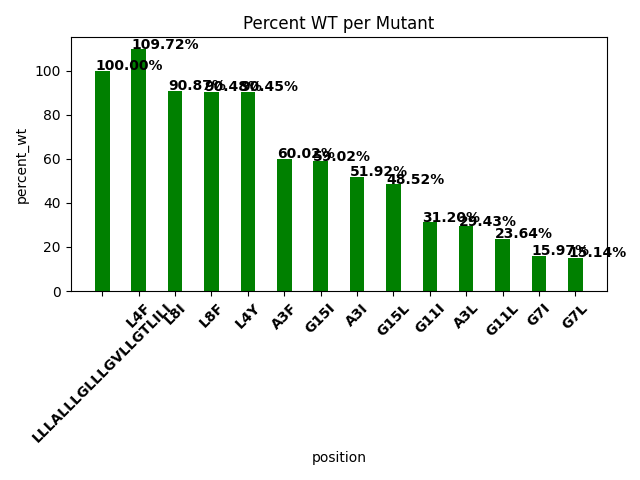 Percent WT per Mutant
percent_wt
100
80
60
40
20
0
100.00%
109.72%
90.87%
90.48%
90.45%
60.03%
59.02%
51.92%
48.52%
31.20%
29.43%
23.64%
15.97%
15.14%
L4F
L8I
L8F
L4Y
A3F
G15I
A3I
G15L
G11I
A3L
G11L
G7I
G7L
position